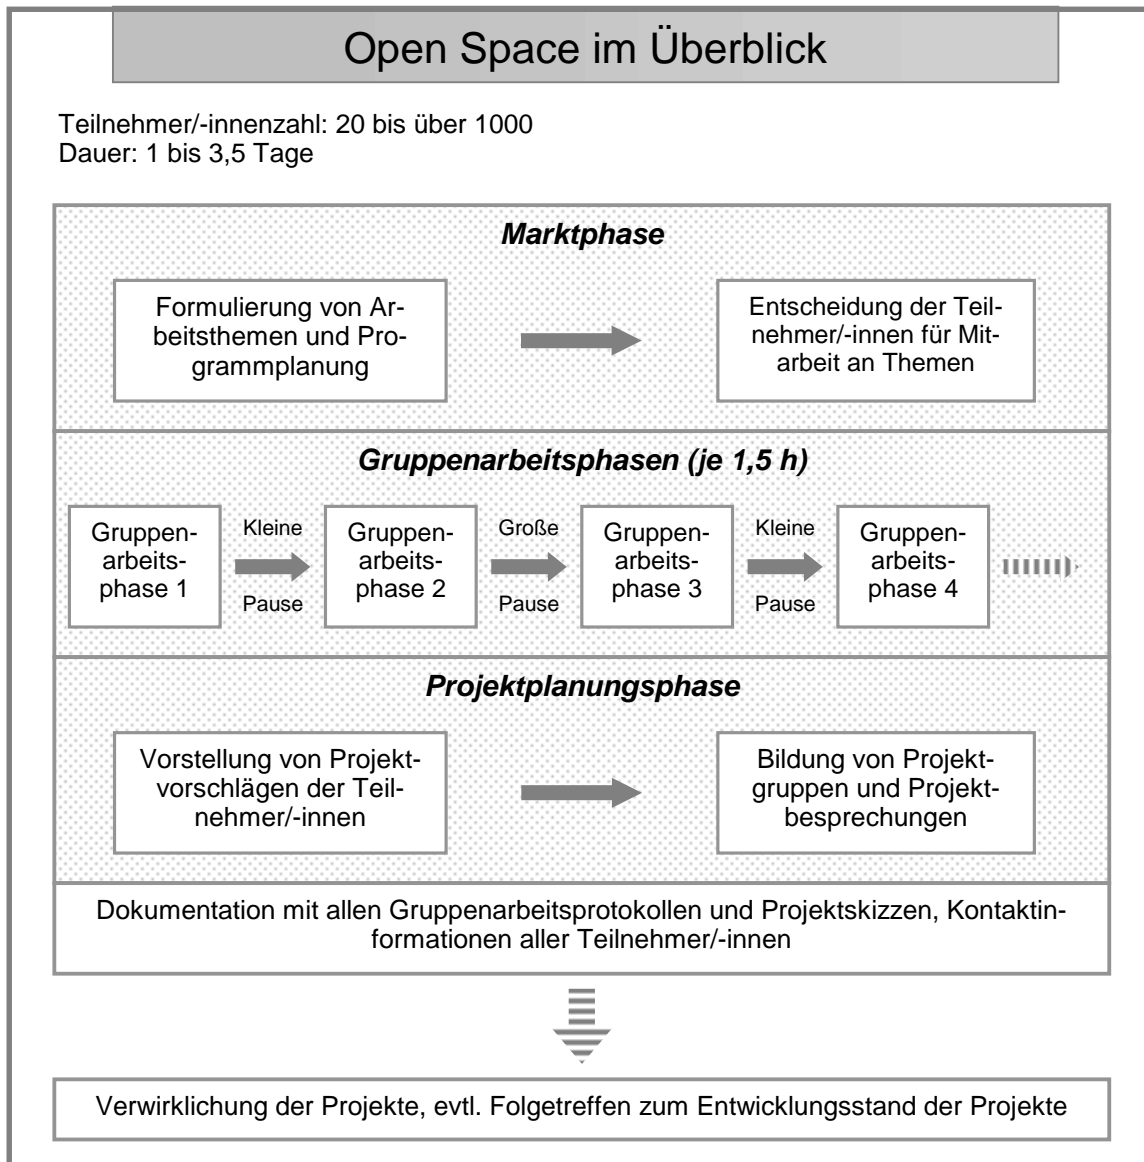 Open Space im Überblick
Teilnehmer/-innenzahl: 20 bis über 1000
Dauer: 1 bis 3,5 Tage
Marktphase
Formulierung von Ar-
beitsthemen und Pro-
grammplanung
Entscheidung der Teil-
nehmer/-innen für Mit-
arbeit an Themen
Gruppenarbeitsphasen (je 1,5 h)
Gruppen-
arbeits-
phase 1
Kleine
Pause
Gruppen-
arbeits-
phase 2
Große
Pause
Gruppen-
arbeits-
phase 3
Kleine
Pause
Gruppen-
arbeits-
phase 4
Projektplanungsphase
Vorstellung von Projekt-
vorschlägen der Teil-
nehmer/-innen
Bildung von Projekt-
gruppen und Projekt-
besprechungen
Dokumentation mit allen Gruppenarbeitsprotokollen und Projektskizzen, Kontaktin-
formationen aller Teilnehmer/-innen
Verwirklichung der Projekte, evtl. Folgetreffen zum Entwicklungsstand der Projekte